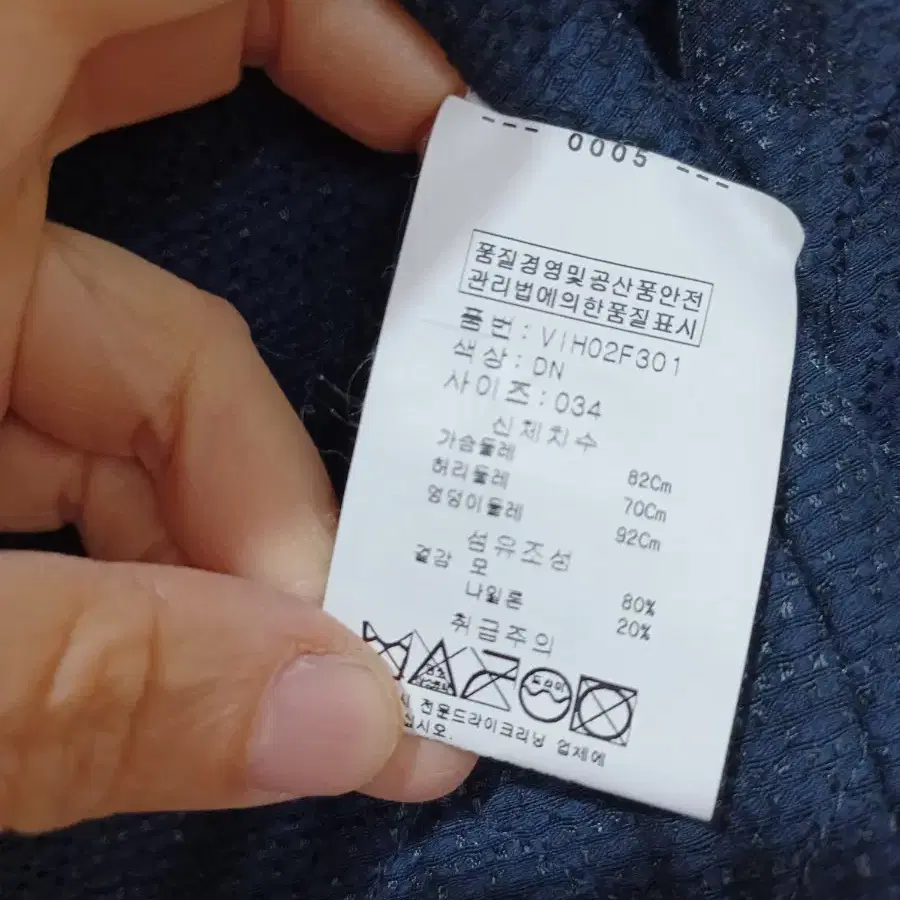 --- 0005 ---
품질경영및공산품안전
관리법에의한품질표시
품 번 : VIH02F301
색 상 : DN
사이즈 : 034
신체치수
가슴둘레 82Cm
허리둘레 70Cm
엉덩이둘레 92Cm
섬유조성
겉감 모 80%
나일론 20%
취급주의
드라이
전문드라이크리닝 업체에
십시오.